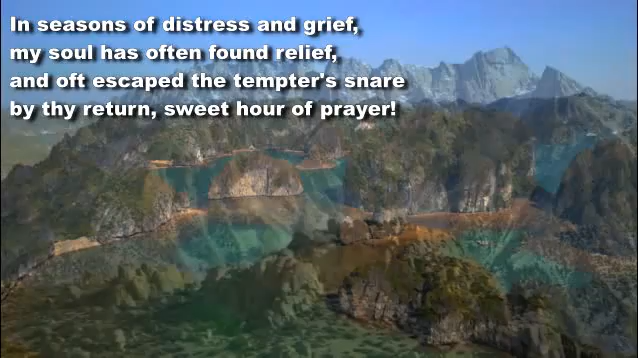 In seasons of distress and grief,
my soul has often found relief,
and oft escaped the tempter's snare
by thy return, sweet hour of prayer!